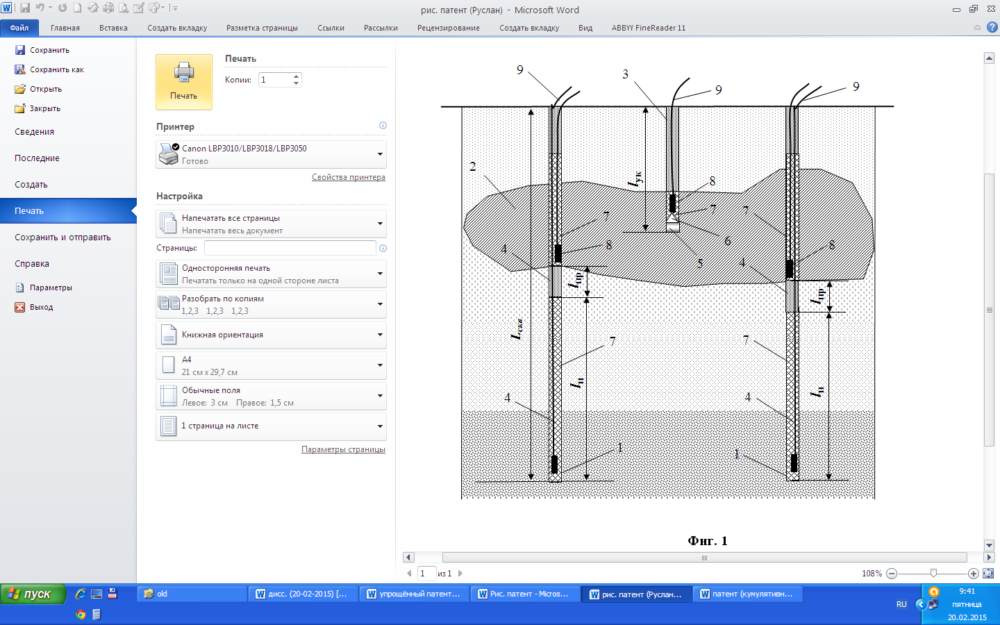 рис. патент (Руслан) - Microsoft Word
Файл
Главная
Вставка
Создать вкладку
Разметка страницы
Ссылки
Рассылки
Рецензирование
Создать вкладку
Вид
ABBYY FineReader 11
Сохранить
Сохранить как
Открыть
Закрыть
Сведения
Последние
Создать
Печать
Сохранить и отправить
Справка
Параметры
Выход
Печать
Печать
Копии: 1
Принтер
Canon LBP3010/LBP3018/LBP3050
Готово
Свойства принтера
Настройка
Напечатать все страницы
Напечатать весь документ
Страницы:
Односторонняя печать
Печатать только на одной стороне листа
Разобрать по копиям
1,2,3 1,2,3 1,2,3
Книжная ориентация
A4
21 см x 29,7 см
Обычные поля
Левое: 3 см Правое: 1,5 см
1 страница на листе
Параметры страницы
9
3
9
9
2
lук
8
7
7
7
6
8
8
4
5
4
lпр
lпр
Lскв
7
7
lн
lн
4
4
1
1
Фиг. 1
1 из 1
108%
пуск
old
дисс. (20-02-2015) [...
упрощённый патент...
Рис. патент - Micros...
рис. патент (Руслан...
патент (кумулятивн...
RU
9:41
пятница
20.02.2015